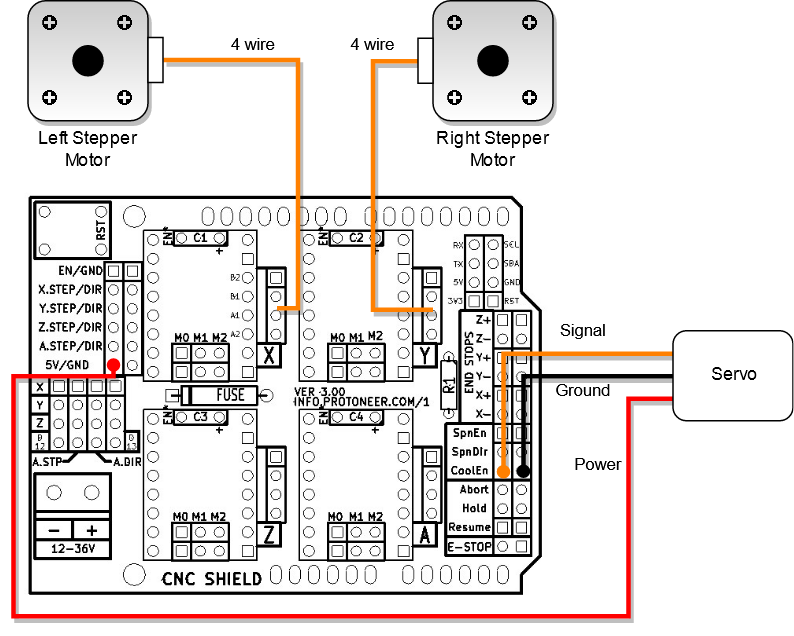 4 wire
4 wire
Left Stepper
Motor
Right Stepper
Motor
RST
EN/GND
X.STEP/DIR
Y.STEP/DIR
Z.STEP/DIR
A.STEP/DIR
5V/GND
X
Y
Z
D
12
D
13
A.STP
A.DIR
- +
12-36V
EN*
C1
+
B2
B1
A1
A2
M0 M1 M2
X
EN*
C2
+
M0 M1 M2
Y
FUSE
VER 3.00
INFO.PROTONEER.COM/1
R1
EN*
C3
+
M0 M1 M2
Z
EN*
C4
+
M0 M1 M2
A
CNC SHIELD
RX SCL
TX SDA
5V GND
3V3 RST
END STOPS
Z+
Z-
Y+
Y-
X+
X-
SpnEn
SpnDir
CoolEn
Abort
Hold
Resume
E-STOP
Signal
Ground
Power
Servo